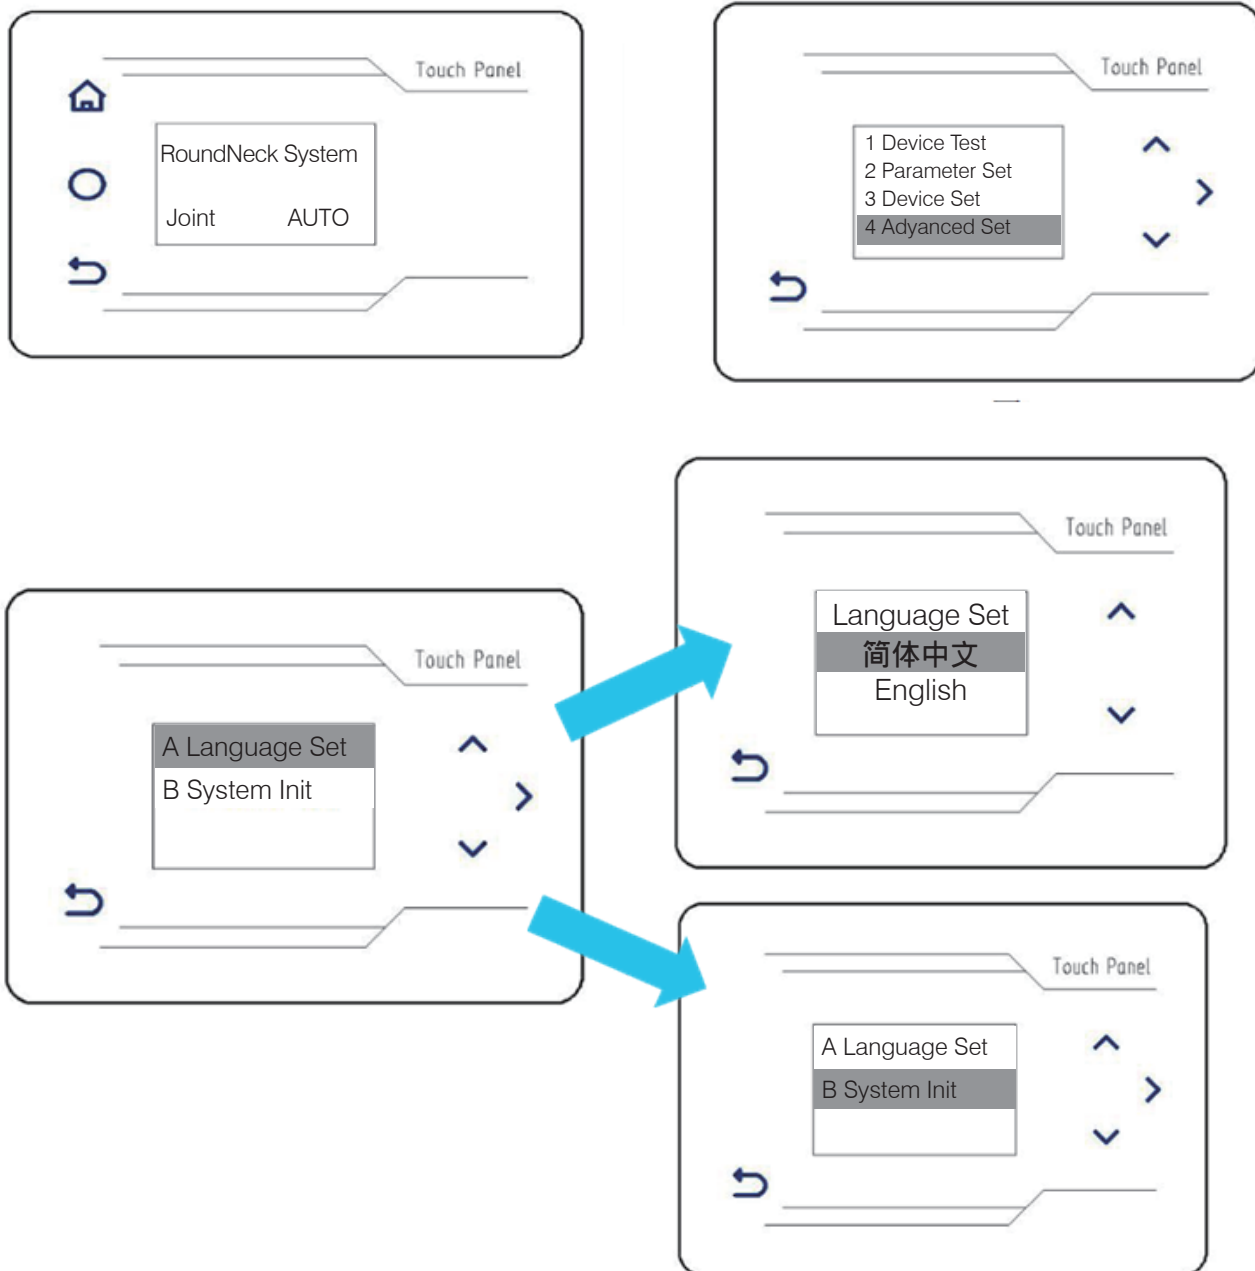 Touch Panel
RoundNeck System
Joint AUTO
Touch Panel
1 Device Test
2 Parameter Set
3 Device Set
4 Adyanced Set
Touch Panel
A Language Set
B System Init
Touch Panel
Language Set
简体中文
English
Touch Panel
A Language Set
B System Init